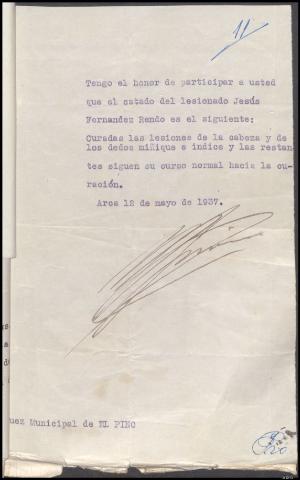 11
Tengo el honor de participar a usted
que el estado del lesionado Jesús
Fernandez Rendo es el siguiente:
Curadas las lesiones de la cabeza y de
los dedos miñique e indice y las restan-
tes siguen su curso normal hacia la cu-
ración.
Arca 12 de mayo de 1937.
uez Municipal de EL PINO